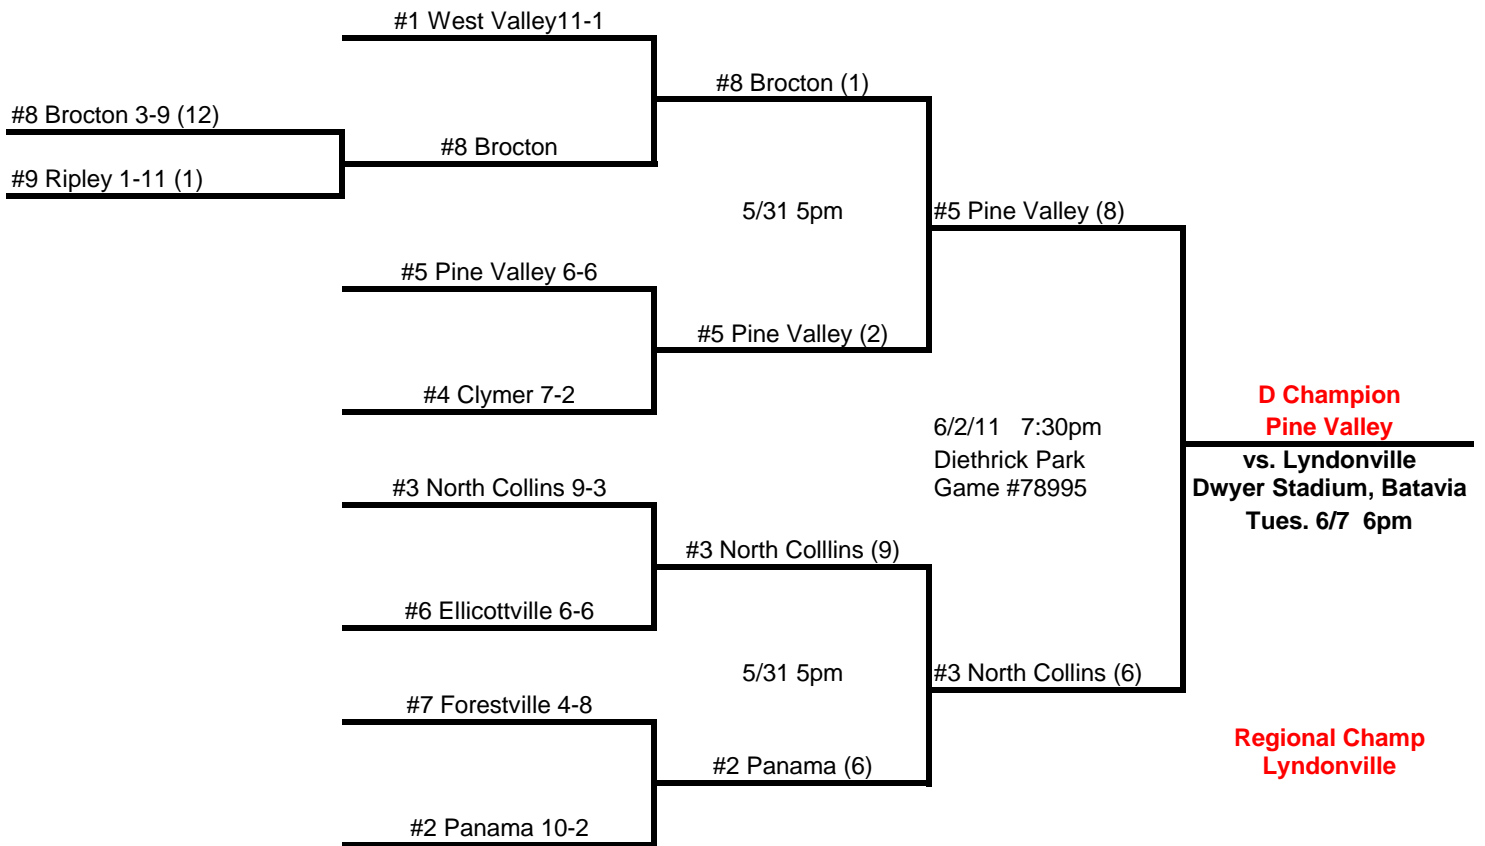 #1 West Valley11-1
#8 Brocton (1)
#8 Brocton 3-9 (12)
#8 Brocton
#9 Ripley 1-11 (1)
5/31 5pm
#5 Pine Valley (8)
#5 Pine Valley 6-6
#5 Pine Valley (2)
#4 Clymer 7-2
D Champion
6/2/11 7:30pm
Pine Valley
Diethrick Park
vs. Lyndonville
#3 North Collins 9-3
Game #78995
Dwyer Stadium, Batavia
Tues. 6/7 6pm
#3 North Colllins (9)
#6 Ellicottville 6-6
5/31 5pm
#3 North Collins (6)
#7 Forestville 4-8
Regional Champ
#2 Panama (6)
Lyndonville
#2 Panama 10-2